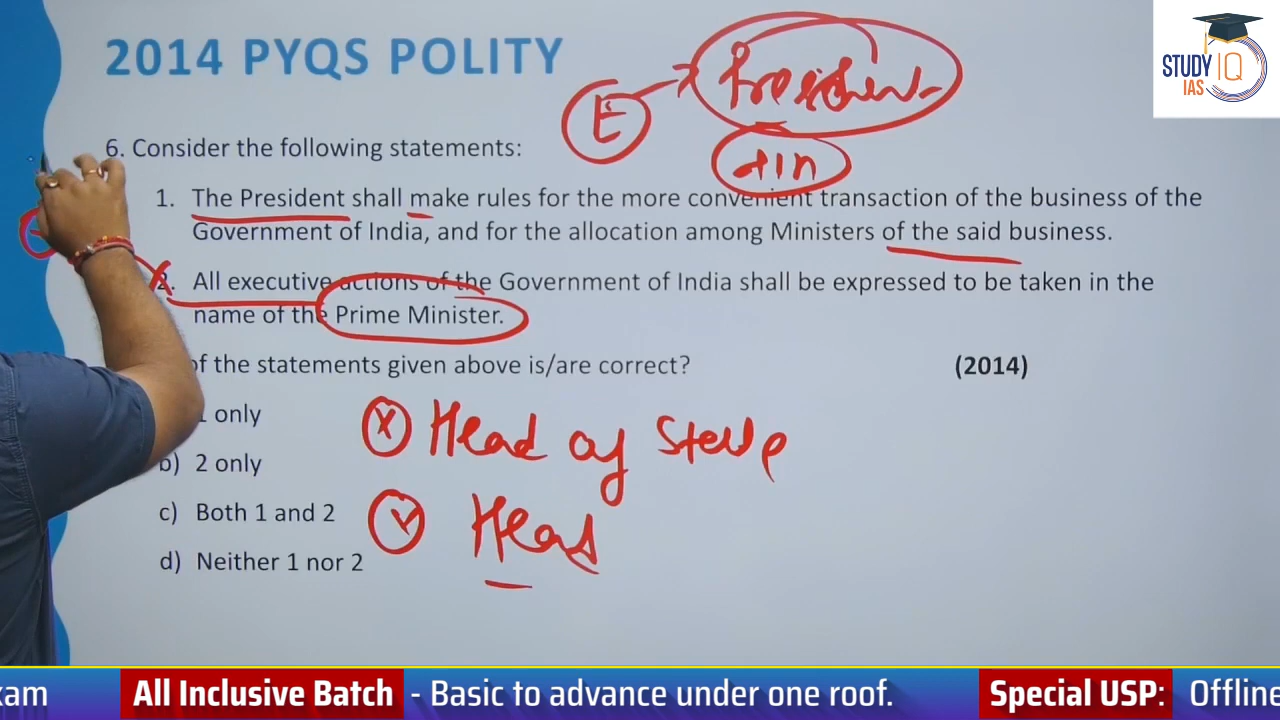 2014 PYQS POLITY
President
E
STUDY IQ
IAS
6. Consider the following statements:
1. The President shall make rules for the more convenient transaction of the business of the
Government of India, and for the allocation among Ministers of the said business.
2. All executive actions of the Government of India shall be expressed to be taken in the
name of the Prime Minister.
of the statements given above is/are correct?
(2014)
1 only
Head of State
b) 2 only
c) Both 1 and 2
Head
d) Neither 1 nor 2
All Inclusive Batch - Basic to advance under one roof. Special USP: Offline